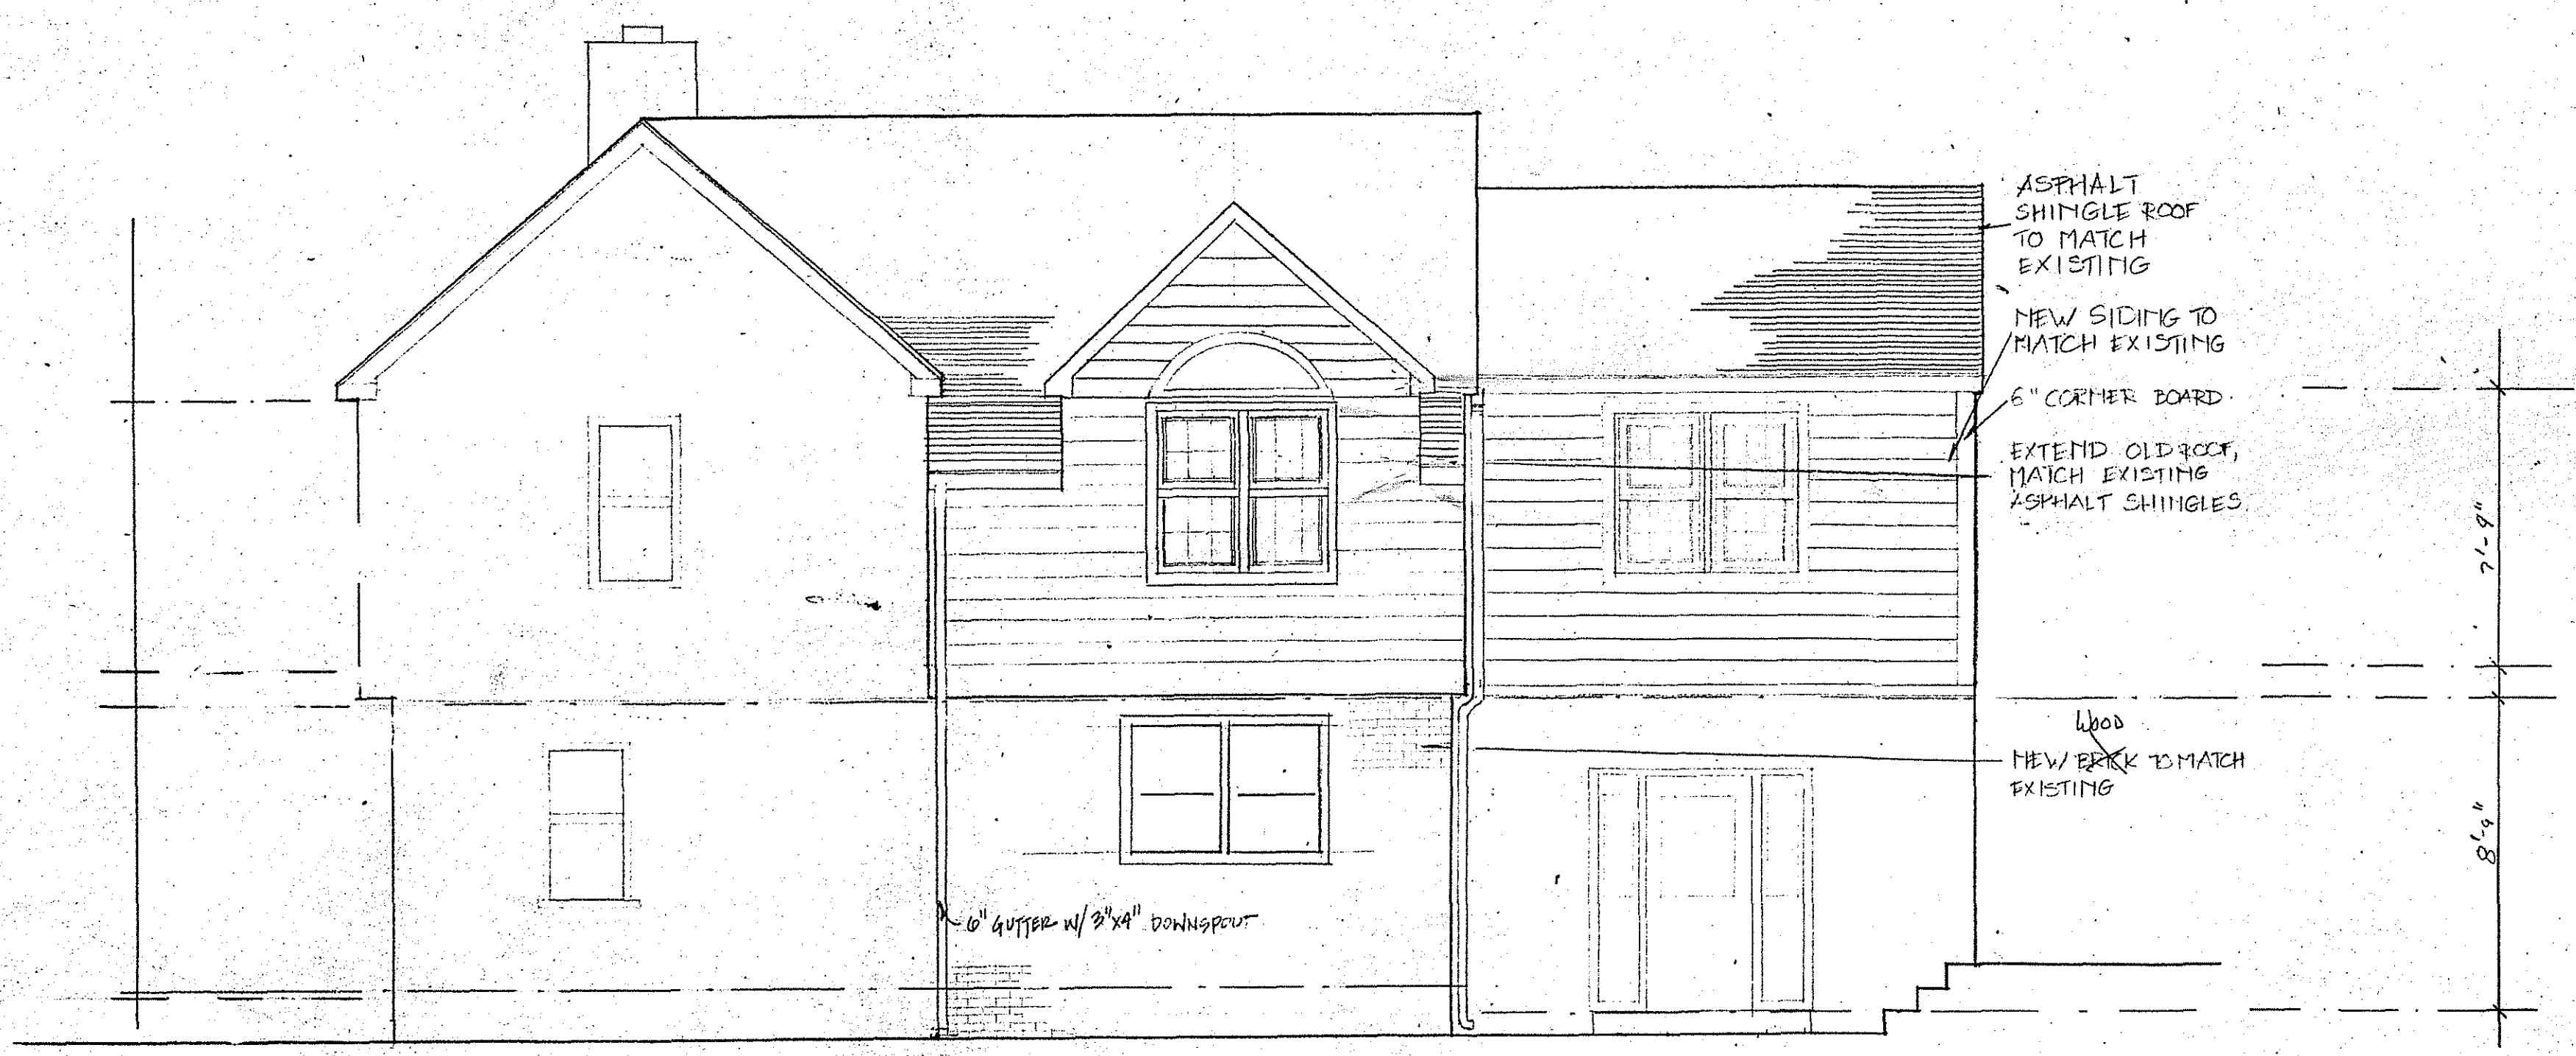 ASPHALT
SHINGLE ROOF
TO MATCH
EXISTING
NEW SIDING TO
MATCH EXISTING
6" CORNER BOARD
EXTEND OLD ROOF,
MATCH EXISTING
ASPHALT SHINGLES
7'-9"
WOOD
NEW BRICK TO MATCH
EXISTING
8'-9"
6" GUTTER W/ 3"X4" DOWNSPOUT